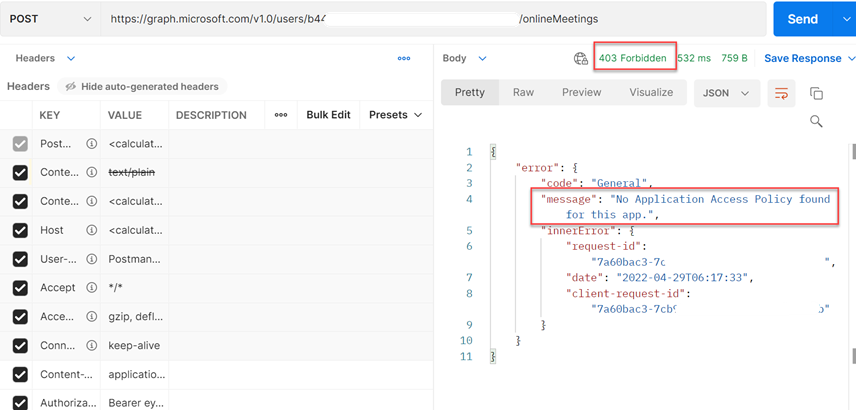 POST
https://graph.microsoft.com/v1.0/users/b44 /onlineMeetings
Send
Headers
Body
403 Forbidden
532 ms
759 B
Save Response
Headers
Hide auto-generated headers
Pretty
Raw
Preview
Visualize
JSON
KEY VALUE DESCRIPTION ••• Bulk Edit Presets
Post... <calculat...
Conte... text/plain
Conte... <calculat...
Host <calculat...
User-... Postman...
Accept */*
Acce... gzip, defl...
Conn... keep-alive
Content-... applicatio...
Authoriza... Bearer ey...
1 {
2 "error": {
3 "code": "General",
4 "message": "No Application Access Policy found
for this app.",
5 "innerError": {
6 "request-id":
"7a60bac3-7c ",
7 "date": "2022-04-29T06:17:33",
8 "client-request-id":
"7a60bac3-7cb9 b"
9 }
10 }
11 }